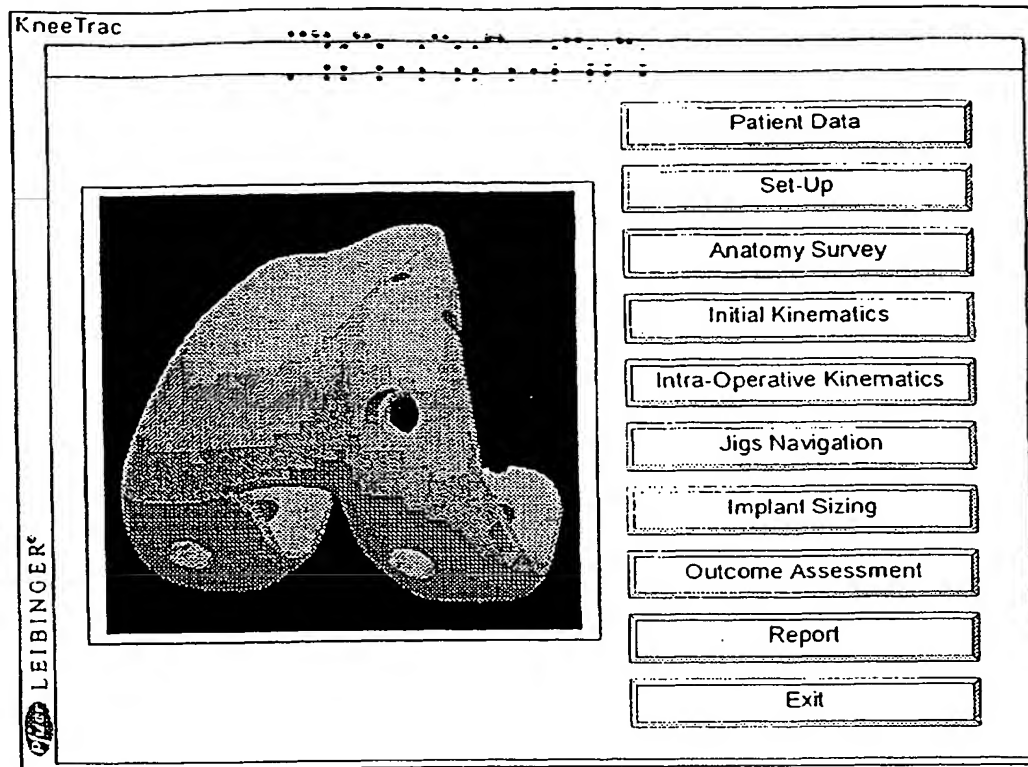 KneeTrac
Patient Data
Set-Up
Anatomy Survey
Initial Kinematics
Intra-Operative Kinematics
Jigs Navigation
Implant Sizing
Outcome Assessment
Report
Exit
LEIBINGER